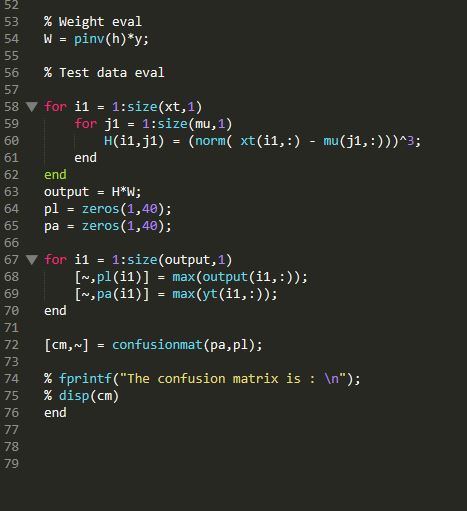 52
53 % Weight eval
54 W = pinv(h)*y;
55
56 % Test data eval
57
58 for i1 = 1:size(xt,1)
59 for j1 = 1:size(mu,1)
60 H(i1,j1) = (norm( xt(i1,:) - mu(j1,:)))^3;
61 end
62 end
63 output = H*W;
64 pl = zeros(1,40);
65 pa = zeros(1,40);
66
67 for i1 = 1:size(output,1)
68 [~,pl(i1)] = max(output(i1,:));
69 [~,pa(i1)] = max(yt(i1,:));
70 end
71
72 [cm,~] = confusionmat(pa,pl);
73
74 % fprintf("The confusion matrix is : \n");
75 % disp(cm)
76 end
77
78
79